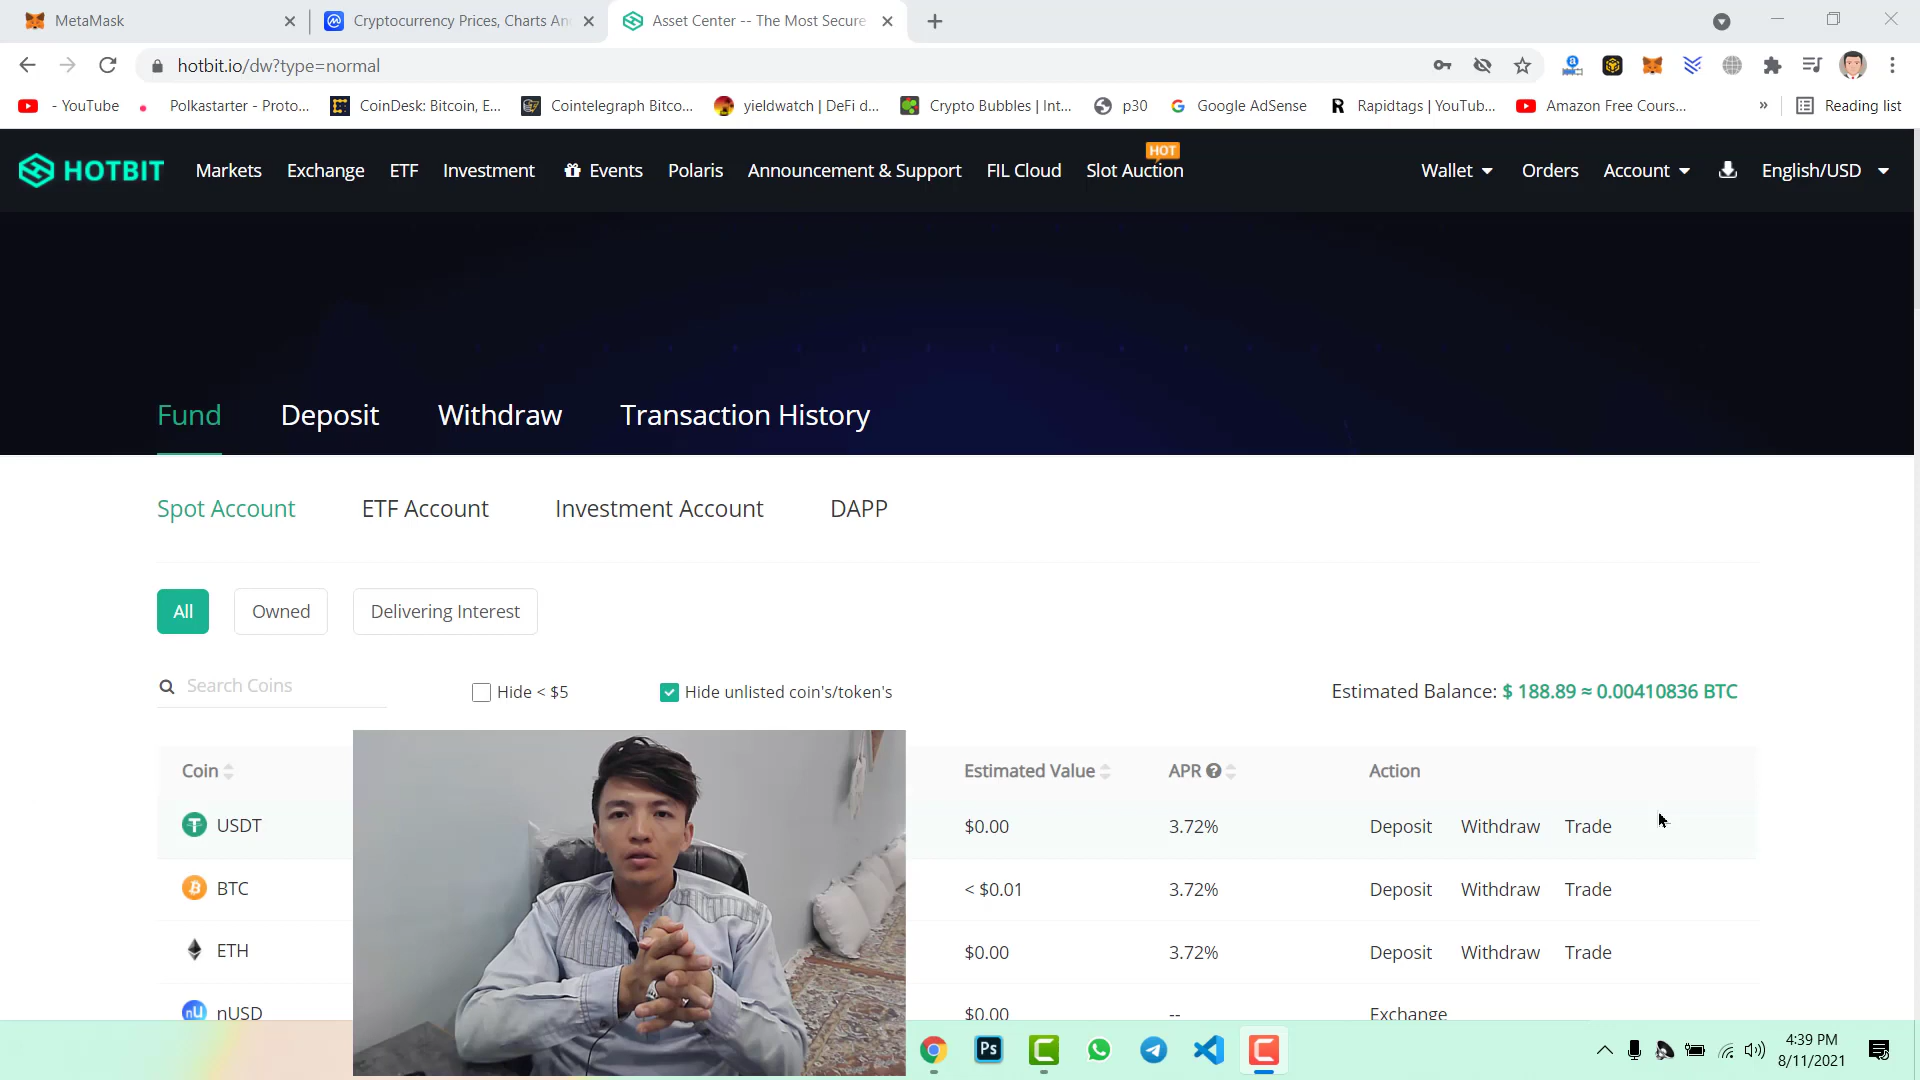 MetaMask
Cryptocurrency Prices, Charts An
Asset Center -- The Most Secure
hotbit.io/dw?type=normal
- YouTube
Polkastarter - Proto...
CoinDesk: Bitcoin, E...
Cointelegraph Bitco...
yieldwatch | DeFi d...
Crypto Bubbles | Int...
p30
Google AdSense
Rapidtags | YouTub...
Amazon Free Cours...
»
Reading list
HOTBIT
Markets
Exchange
ETF
Investment
Events
Polaris
Announcement & Support
FIL Cloud
HOT
Slot Auction
Wallet
Orders
Account
English/USD
Fund
Deposit
Withdraw
Transaction History
Spot Account
ETF Account
Investment Account
DAPP
All
Owned
Delivering Interest
Search Coins
Hide < $5
Hide unlisted coin's/token's
Estimated Balance: $ 188.89 ≈ 0.00410836 BTC
Coin
Estimated Value
APR
Action
USDT
$0.00
3.72%
Deposit
Withdraw
Trade
BTC
< $0.01
3.72%
Deposit
Withdraw
Trade
ETH
$0.00
3.72%
Deposit
Withdraw
Trade
nUSD
$0.00
--
Exchange
Ps
4:39 PM
8/11/2021